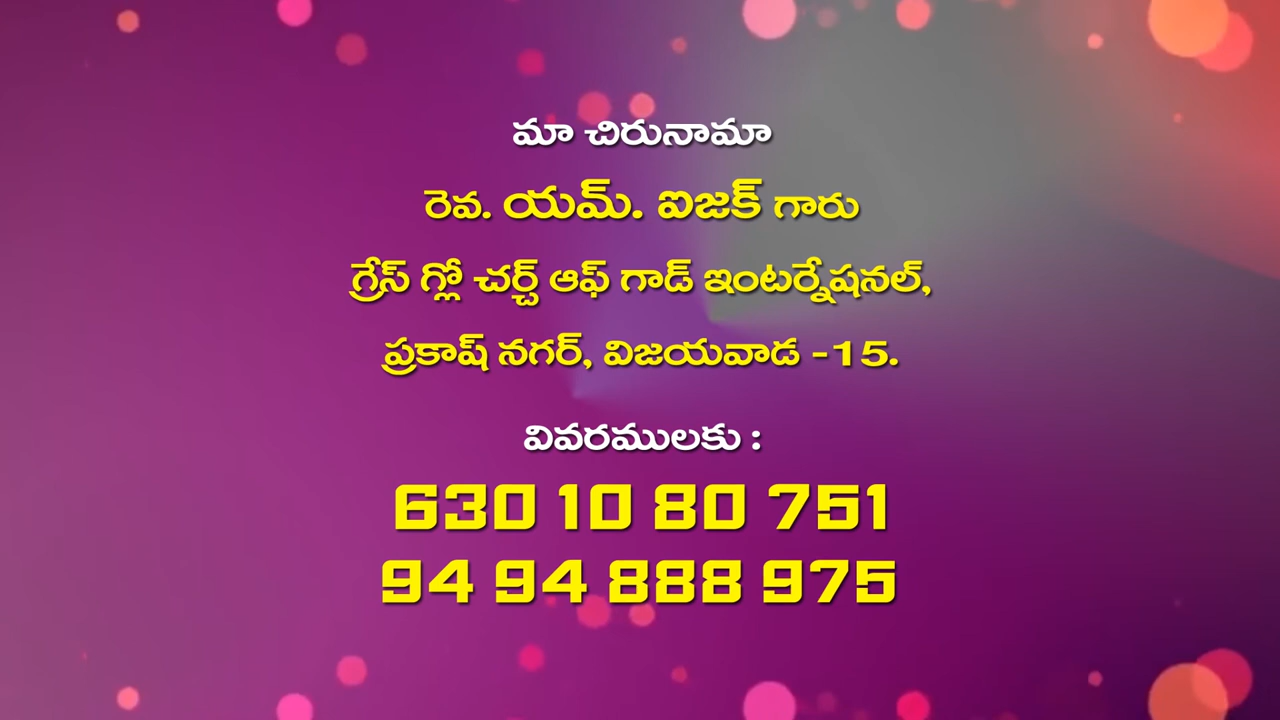 మా చిరునామా
రెవ. యమ్. ఐజక్ గారు
గ్రేస్ గ్లో చర్చ్ ఆఫ్ గాడ్ ఇంటర్నేషనల్,
ప్రకాష్ నగర్, విజయవాడ -15.
వివరములకు :
630 10 80 751
94 94 888 975